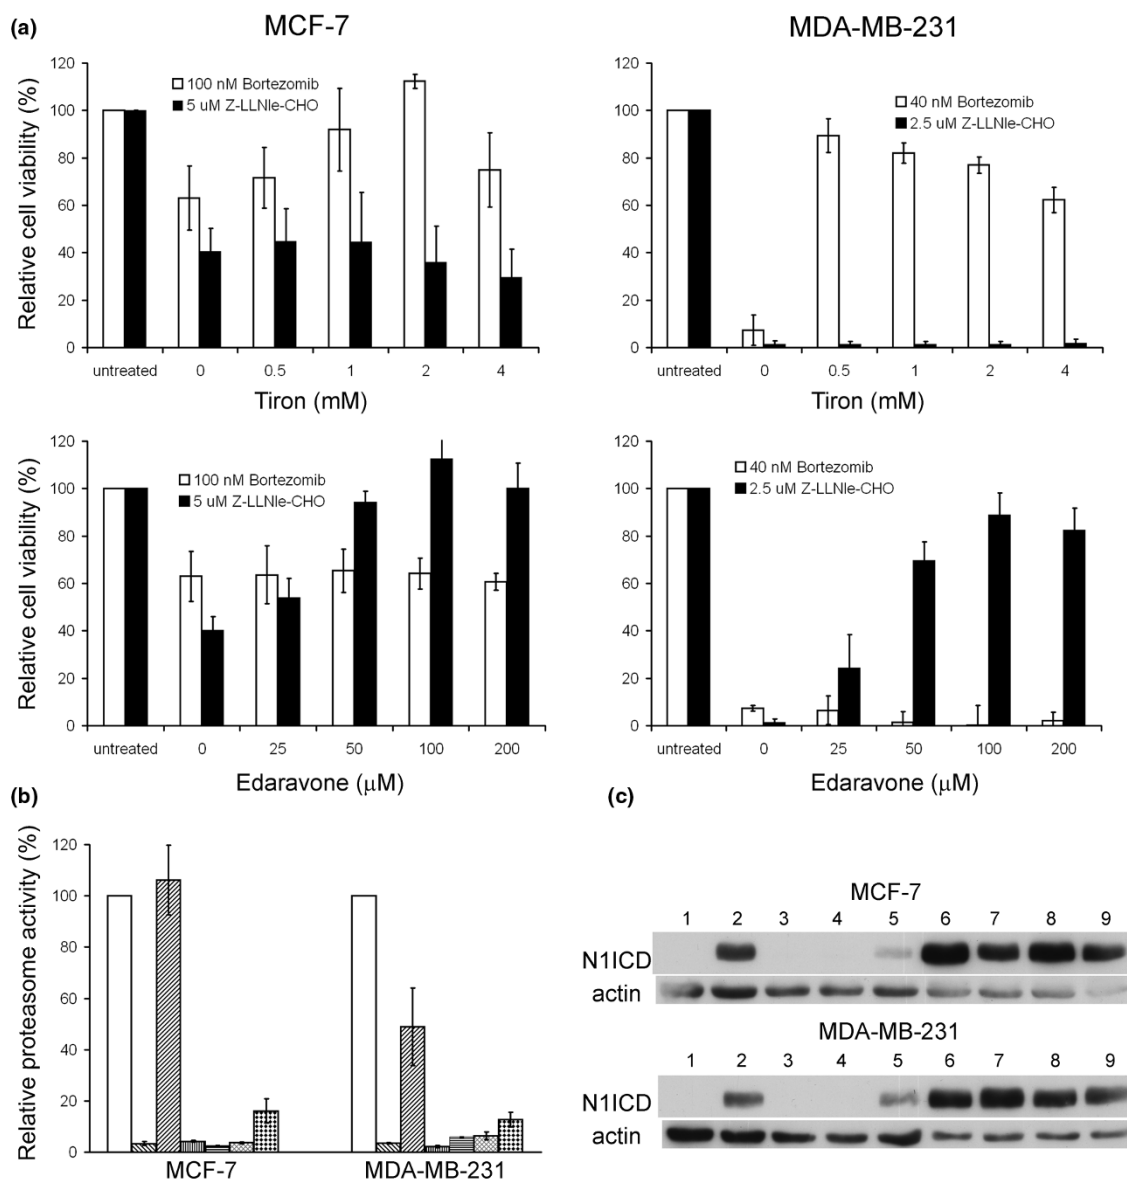 (a)
MCF-7
MDA-MB-231
Relative cell viability (%)
120
100
80
60
40
20
0
100 nM Bortezomib
5 uM Z-LLNle-CHO
untreated 0 0.5 1 2 4
Tiron (mM)
120
100
80
60
40
20
0
40 nM Bortezomib
2.5 uM Z-LLNle-CHO
untreated 0 0.5 1 2 4
Tiron (mM)
Relative cell viability (%)
120
100
80
60
40
20
0
100 nM Bortezomib
5 uM Z-LLNle-CHO
untreated 0 25 50 100 200
Edaravone (μM)
120
100
80
60
40
20
0
40 nM Bortezomib
2.5 uM Z-LLNle-CHO
untreated 0 25 50 100 200
Edaravone (μM)
(b)
Relative proteasome activity (%)
120
100
80
60
40
20
0
MCF-7 MDA-MB-231
(c)
MCF-7
1 2 3 4 5 6 7 8 9
N1ICD
actin
MDA-MB-231
1 2 3 4 5 6 7 8 9
N1ICD
actin